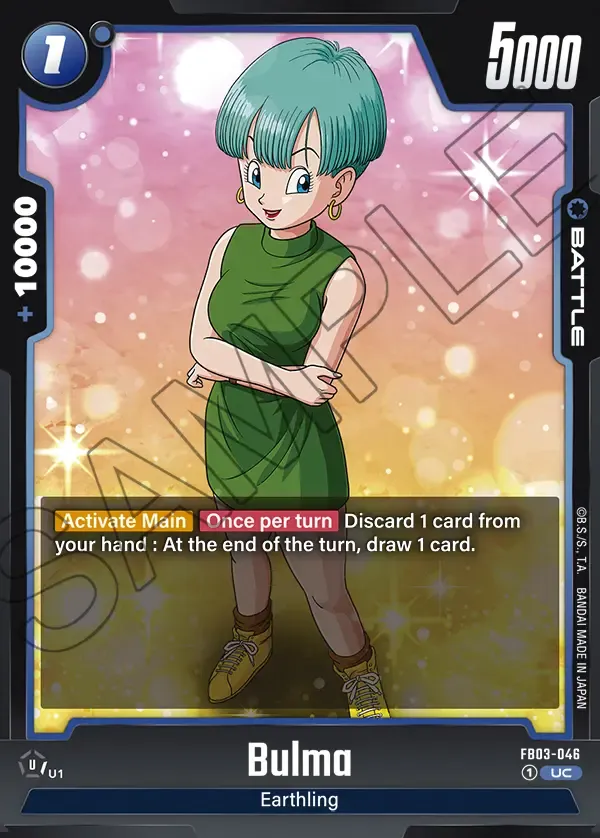 1
5000
+ 10000
BATTLE
SAMPLE
Activate Main Once per turn Discard 1 card from
your hand : At the end of the turn, draw 1 card.
©B.S./S., T.A. BANDAI MADE IN JAPAN
Bulma
FB03-046
U/U1
1 UC
Earthling